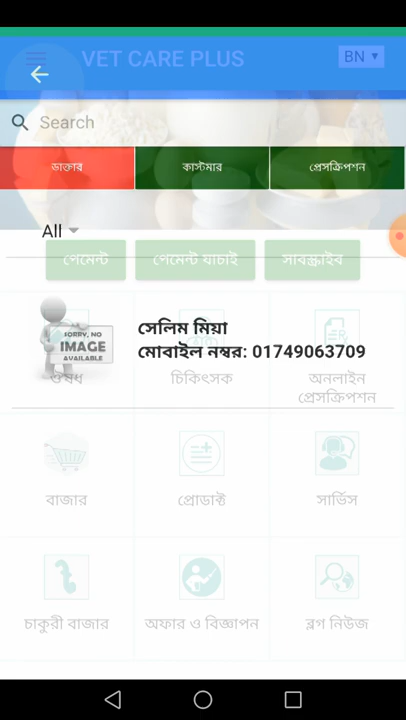 VET CARE PLUS
BN
Search
ডাক্তার
কাস্টমার
প্রেসক্রিপশন
All
পেমেন্ট
পেমেন্ট যাচাই
সাবস্ক্রাইব
SORRY, NO
IMAGE
AVAILABLE
সেলিম মিয়া
মোবাইল নম্বর: 01749063709
ঔষধ
চিকিৎসক
অনলাইন
প্রেসক্রিপশন
বাজার
প্রোডাক্ট
সার্ভিস
চাকুরী বাজার
অফার ও বিজ্ঞাপন
ব্লগ নিউজ